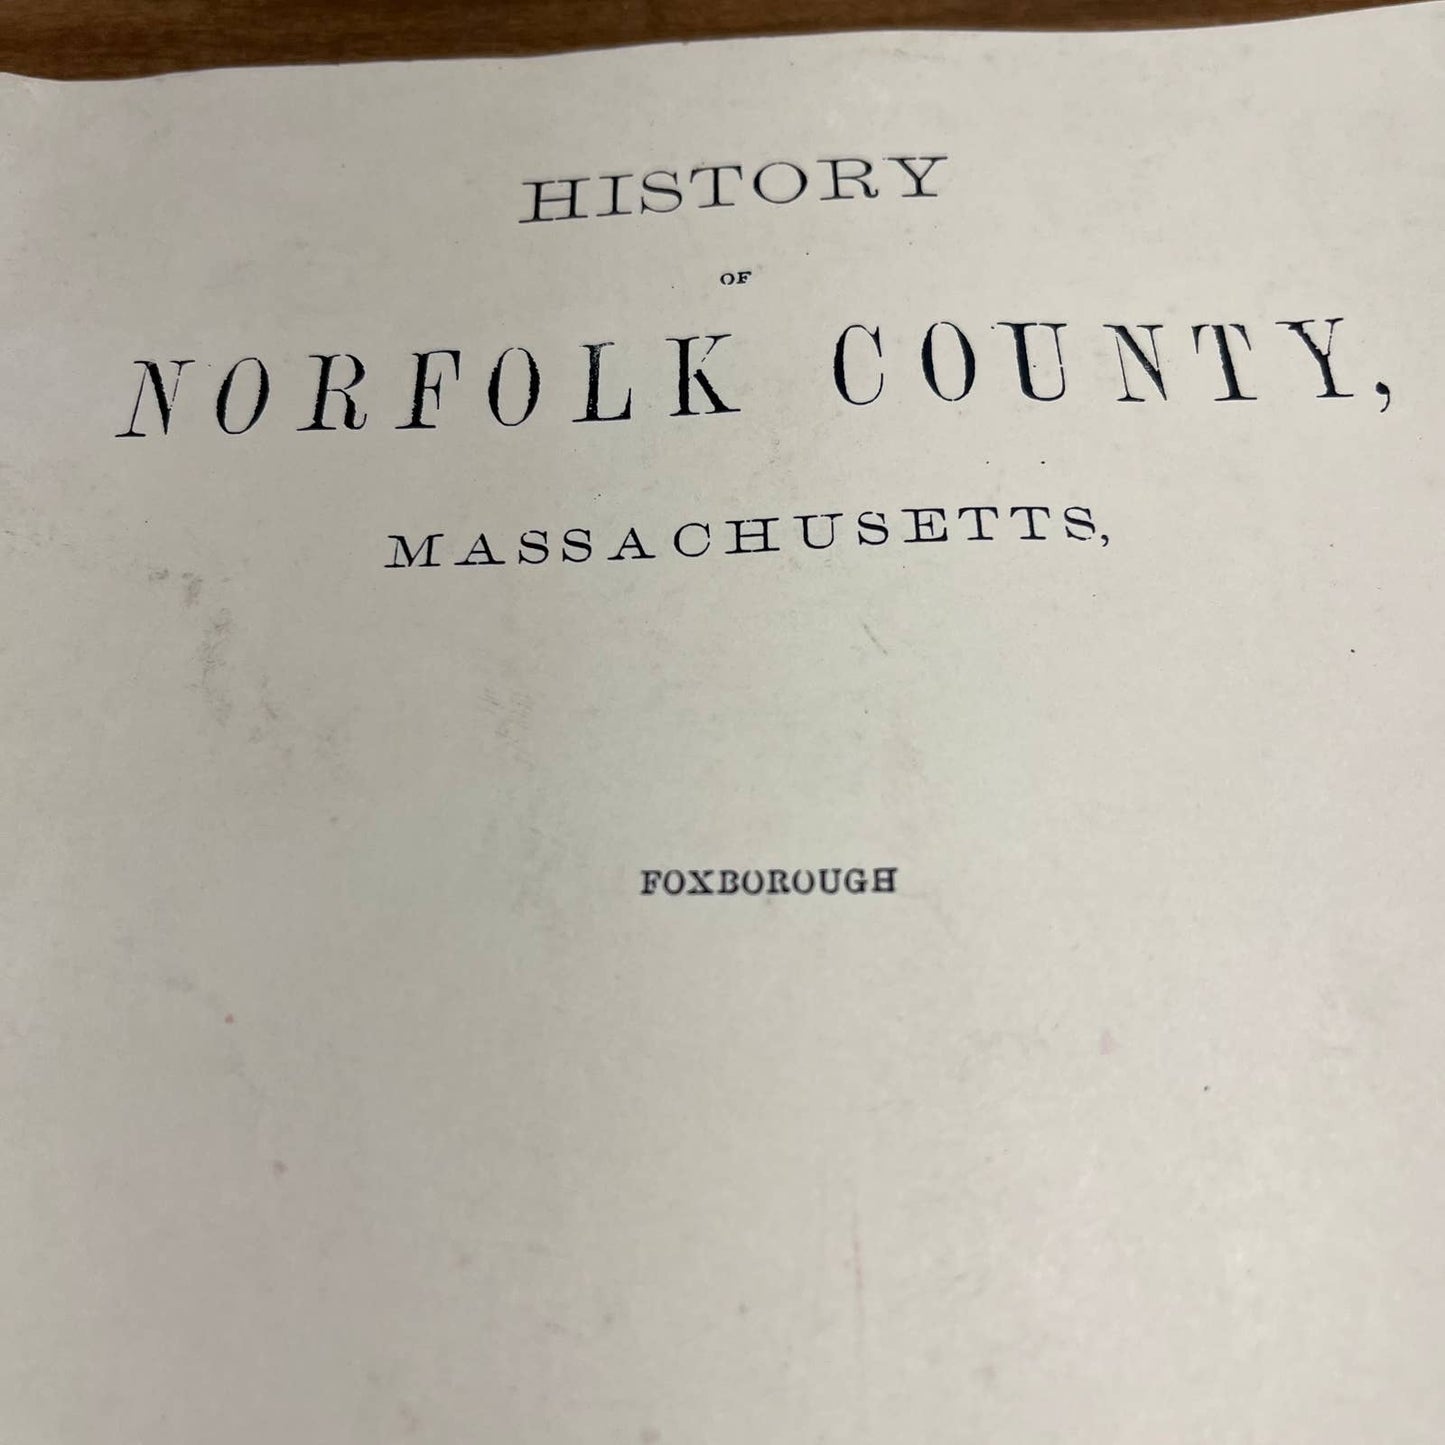 HISTORY
OF
NORFOLK COUNTY,
MASSACHUSETTS,
FOXBOROUGH